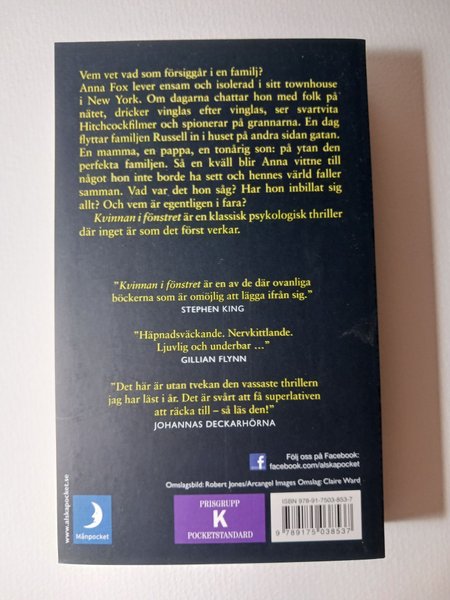 Vem vet vad som försiggår i en familj?
Anna Fox lever ensam och isolerad i sitt townhouse
i New York. Om dagarna chattar hon med folk på
nätet, dricker vinglas efter vinglas, ser svartvita
Hitchcockfilmer och spionerar på grannarna. En dag
flyttar familjen Russell in i huset på andra sidan gatan.
En mamma, en pappa, en tonårig son: på ytan den
perfekta familjen. Så en kväll blir Anna vittne till
något hon inte borde ha sett och hennes värld faller
samman. Vad var det hon såg? Har hon inbillat sig
allt? Och vem är egentligen i fara?
Kvinnan i fönstret är en klassisk psykologisk thriller
där inget är som det först verkar.
”Kvinnan i fönstret är en av de där ovanliga
böckerna som är omöjlig att lägga ifrån sig.”
STEPHEN KING
”Häpnadsväckande. Nervkittlande.
Ljuvlig och underbar ...”
GILLIAN FLYNN
”Det här är utan tvekan den vassaste thrillern
jag har läst i år. Det är svårt att få superlativen
att räcka till – så läs den!”
JOHANNAS DECKARHÖRNA
Följ oss på Facebook:
facebook.com/alskapocket
Omslagsbild: Robert Jones/Arcangel Images Omslag: Claire Ward
www.alskapocket.se
Månpocket
PRISGRUPP
K
POCKETSTANDARD
ISBN 978-91-7503-853-7
9 789175 038537